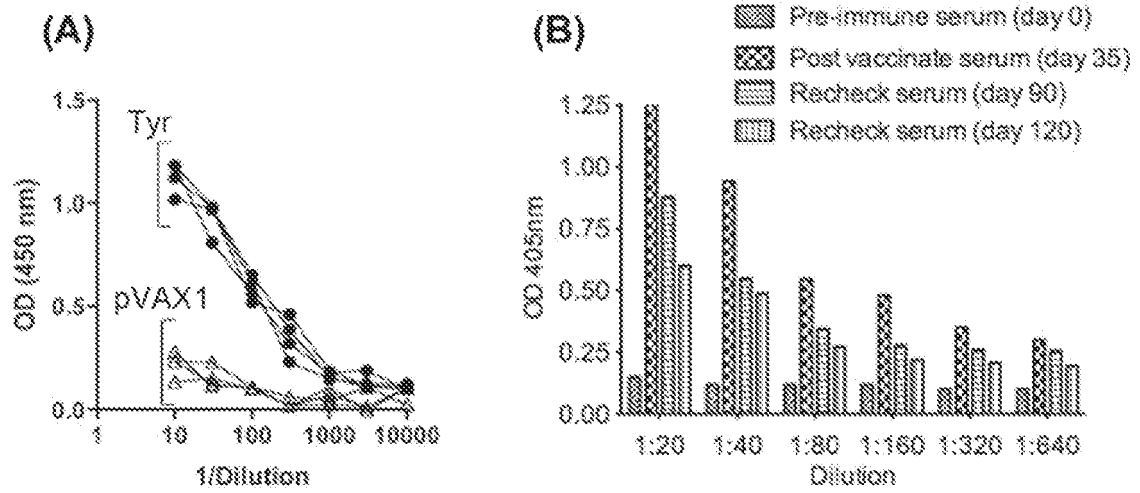 (A)
Tyr
pVAX1
OD (450 nm)
1.5
1.0
0.5
0.0
1 10 100 1000 10000
1/Dilution
(B)
Pre-immune serum (day 0)
Post vaccinate serum (day 35)
Recheck serum (day 90)
Recheck serum (day 120)
OD 405nm
1.25
1.00
0.75
0.50
0.25
0.00
1:20 1:40 1:80 1:160 1:320 1:640
Dilution